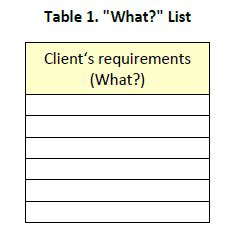 Table 1. "What?" List
Client‘s requirements
(What?)